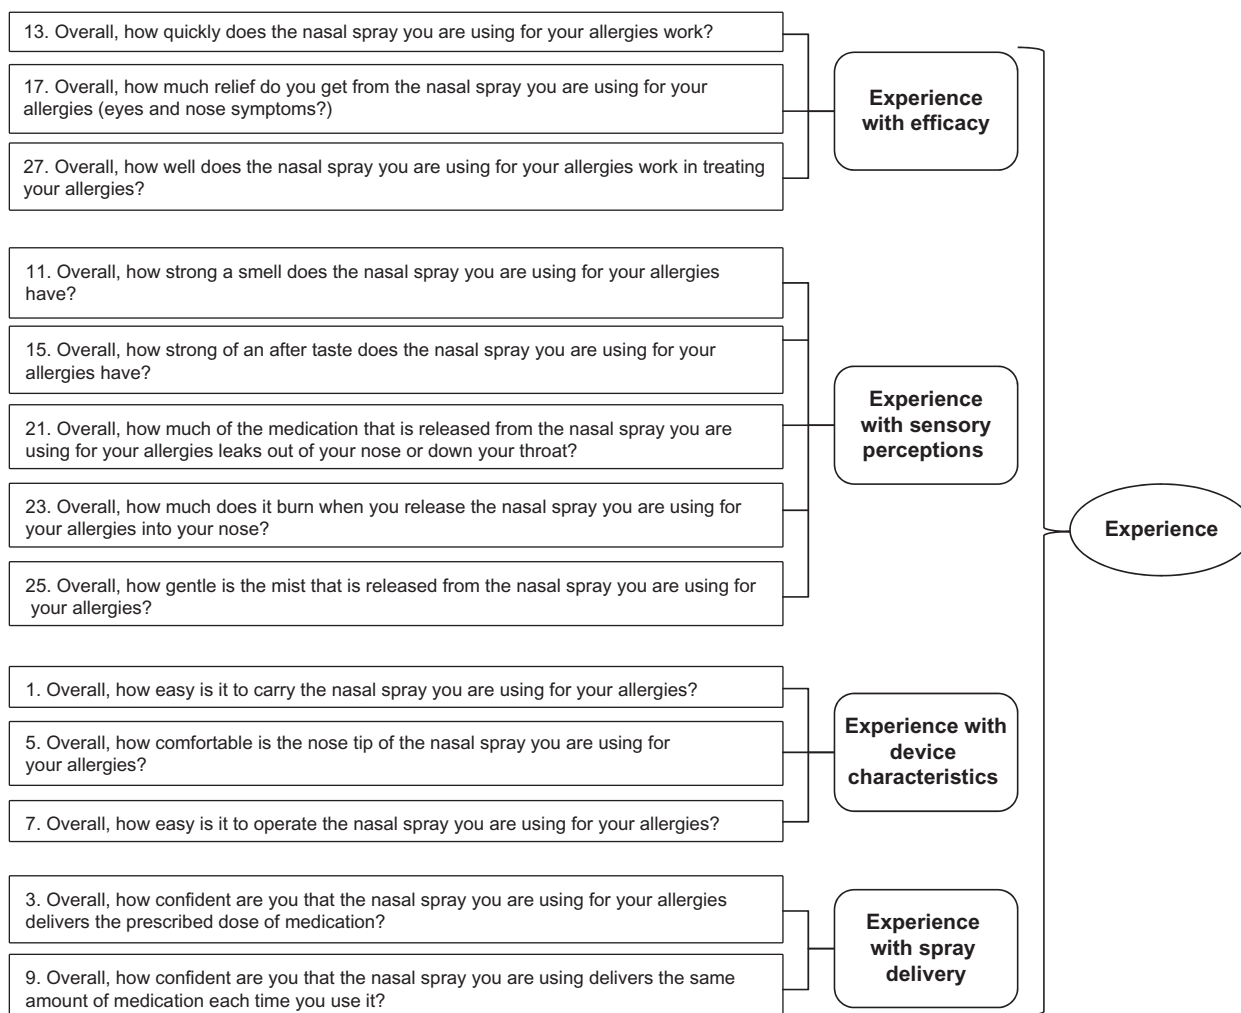 13. Overall, how quickly does the nasal spray you are using for your allergies work?
17. Overall, how much relief do you get from the nasal spray you are using for your
allergies (eyes and nose symptoms?)
27. Overall, how well does the nasal spray you are using for your allergies work in treating
your allergies?
Experience
with efficacy
11. Overall, how strong a smell does the nasal spray you are using for your allergies
have?
15. Overall, how strong of an after taste does the nasal spray you are using for your
allergies have?
21. Overall, how much of the medication that is released from the nasal spray you are
using for your allergies leaks out of your nose or down your throat?
23. Overall, how much does it burn when you release the nasal spray you are using for
your allergies into your nose?
25. Overall, how gentle is the mist that is released from the nasal spray you are using for
your allergies?
Experience
with sensory
perceptions
1. Overall, how easy is it to carry the nasal spray you are using for your allergies?
5. Overall, how comfortable is the nose tip of the nasal spray you are using for
your allergies?
7. Overall, how easy is it to operate the nasal spray you are using for your allergies?
Experience with
device
characteristics
3. Overall, how confident are you that the nasal spray you are using for your allergies
delivers the prescribed dose of medication?
9. Overall, how confident are you that the nasal spray you are using delivers the same
amount of medication each time you use it?
Experience
with spray
delivery
Experience